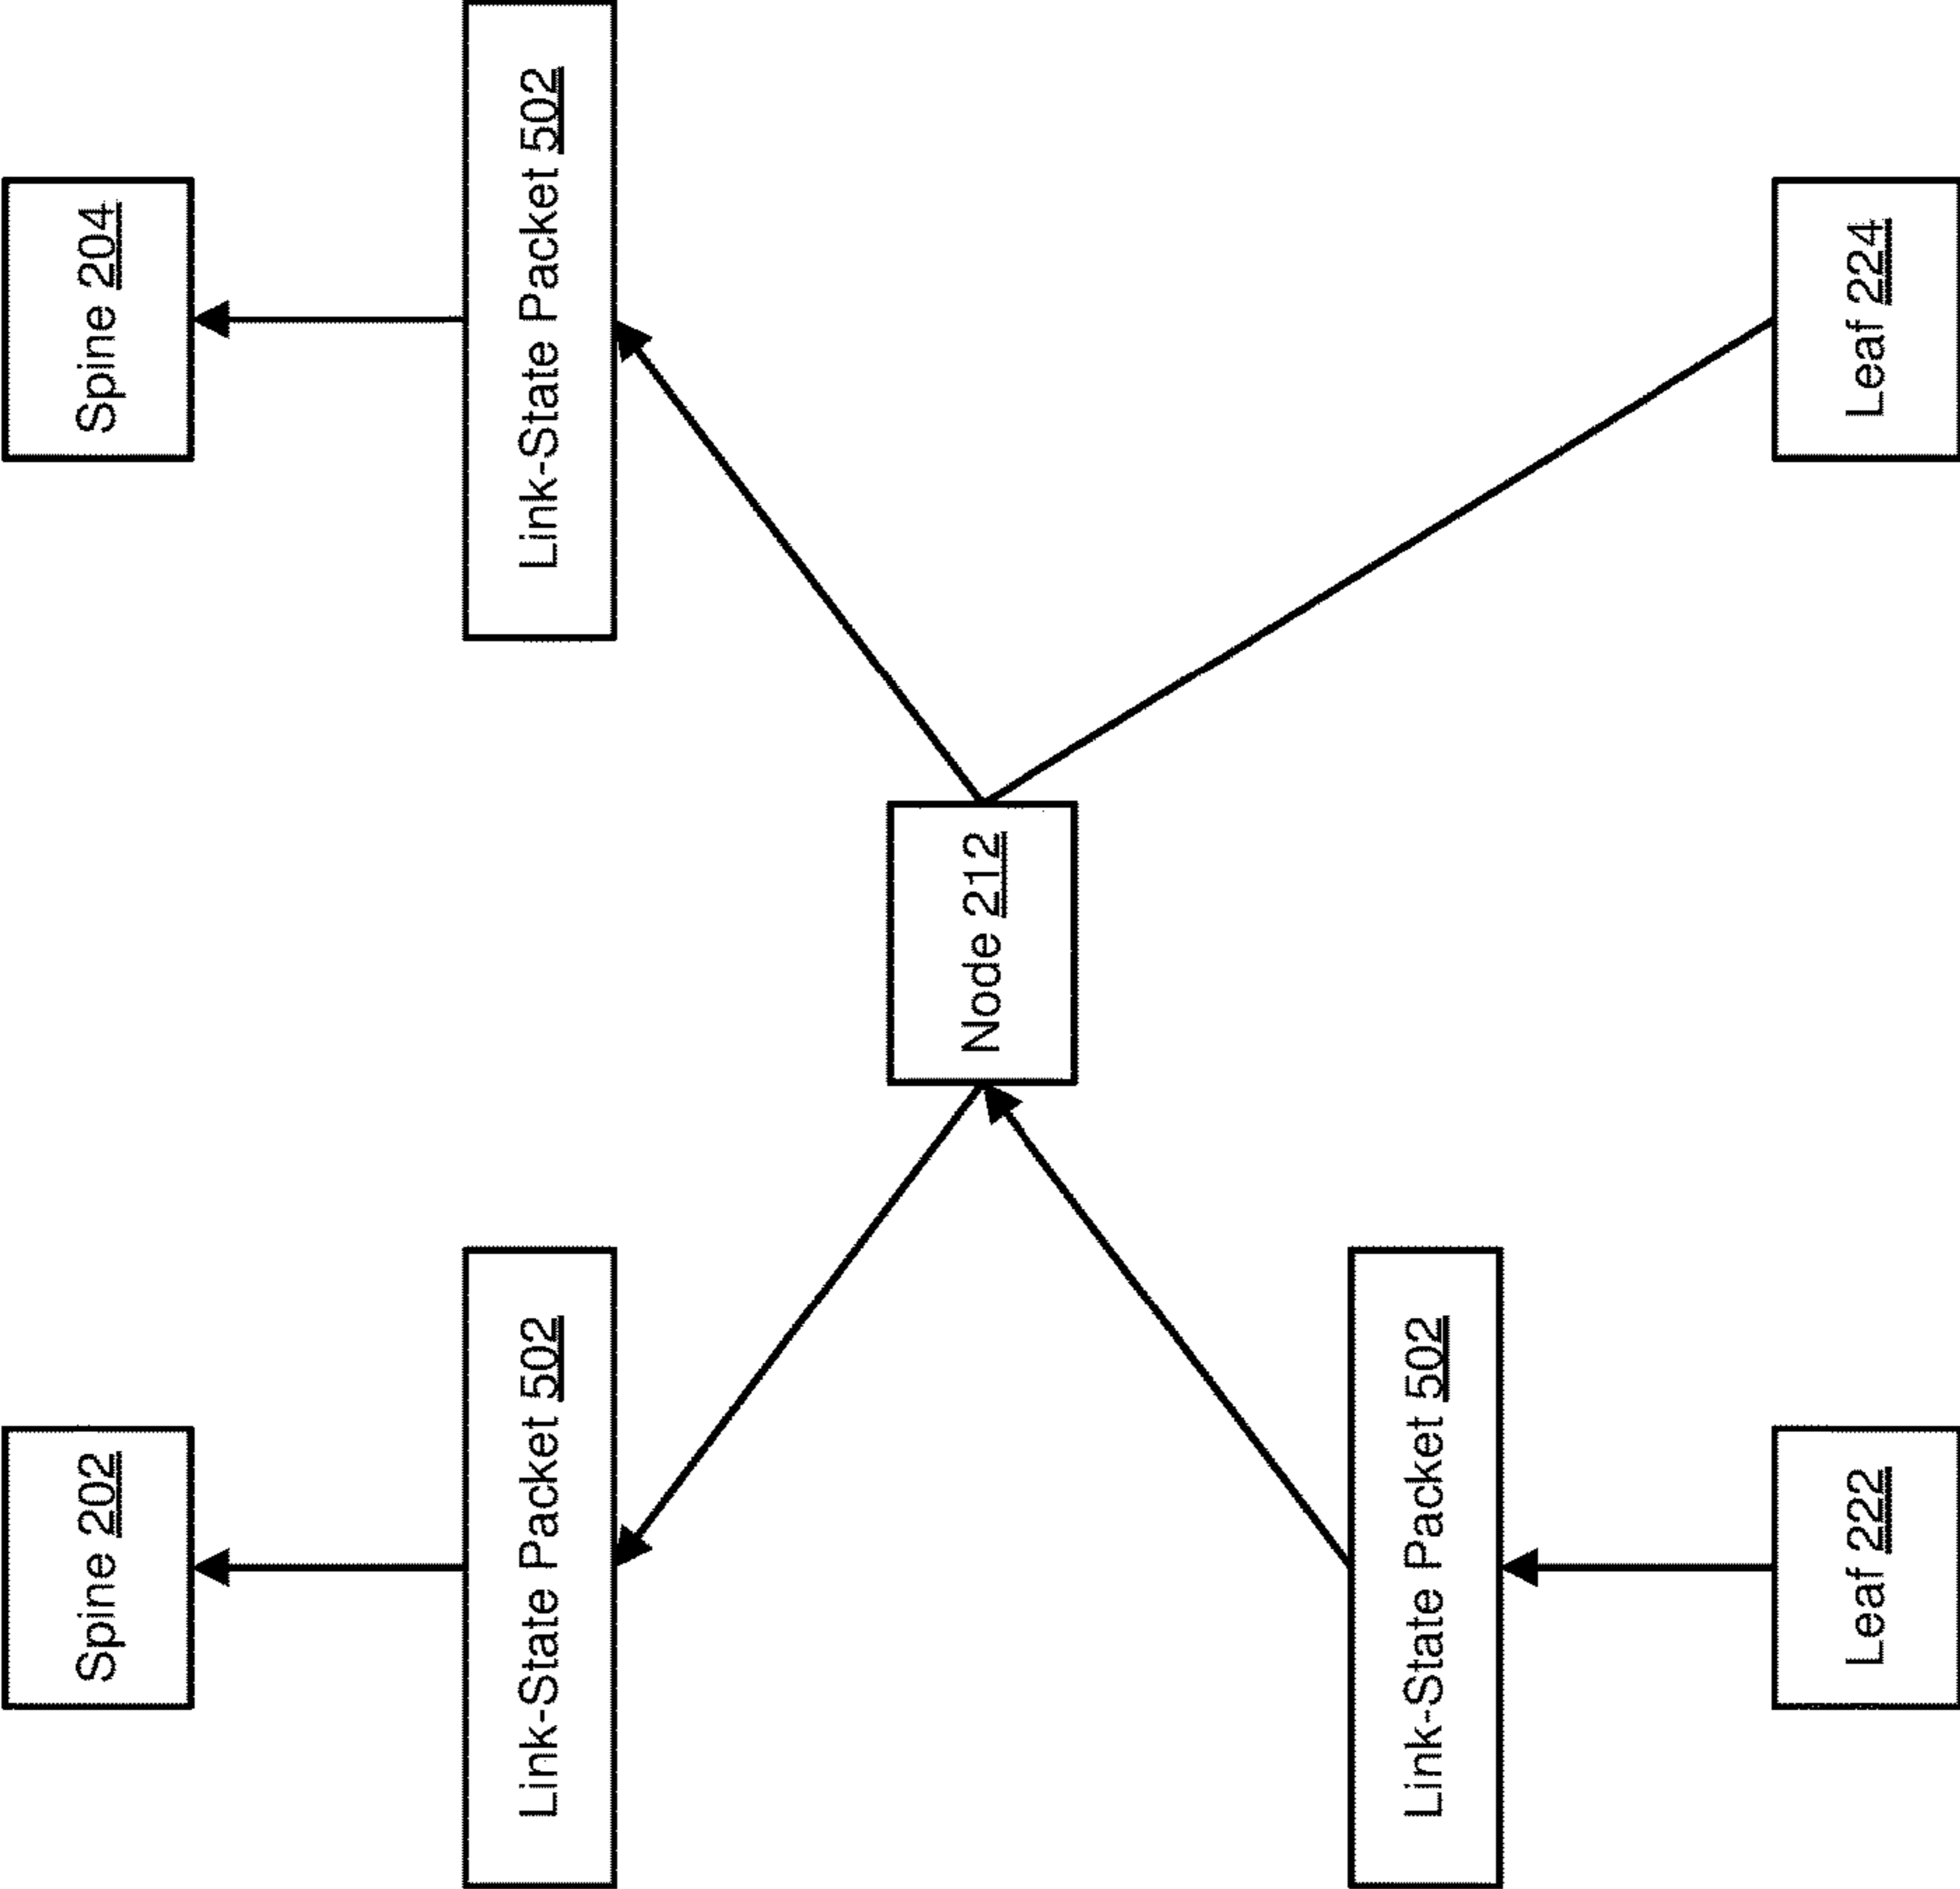 Spine 202
Spine 204
Link-State Packet 502
Link-State Packet 502
Node 212
Link-State Packet 502
Leaf 222
Leaf 224